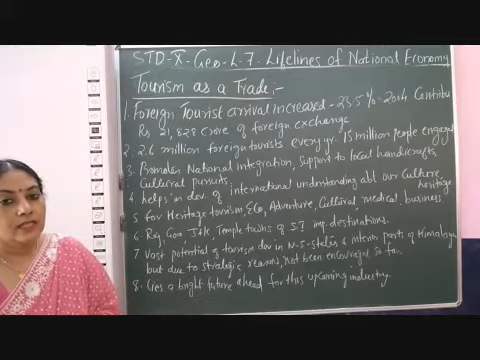 STD-X-Geo-L-7. Lifelines of National Economy
Tourism as a Trade:-
1. Foreign Tourist arrival increased - 23.5% - 2004 Contribu
Rs 21,828 crore of foreign exchange
2. 2.6 million foreign tourists every yr. 15 million people engaged
3. Promotes National Integration, Support to local handicrafts
Cultural pursuits
4. helps in dev. of international understanding abt our Culture,
heritage
5 for Heritage tourism, Eco, Adventure, Cultural, medical, business,
6. Raj, Goa J&K, Temple towns of S.I imp. destinations.
7 Vast potential of tourism dev in N-E-states & interior parts of Himalayas
but due to strategic reasons, not been encouraged so far.
8. Lies a bright future ahead for this upcoming industry